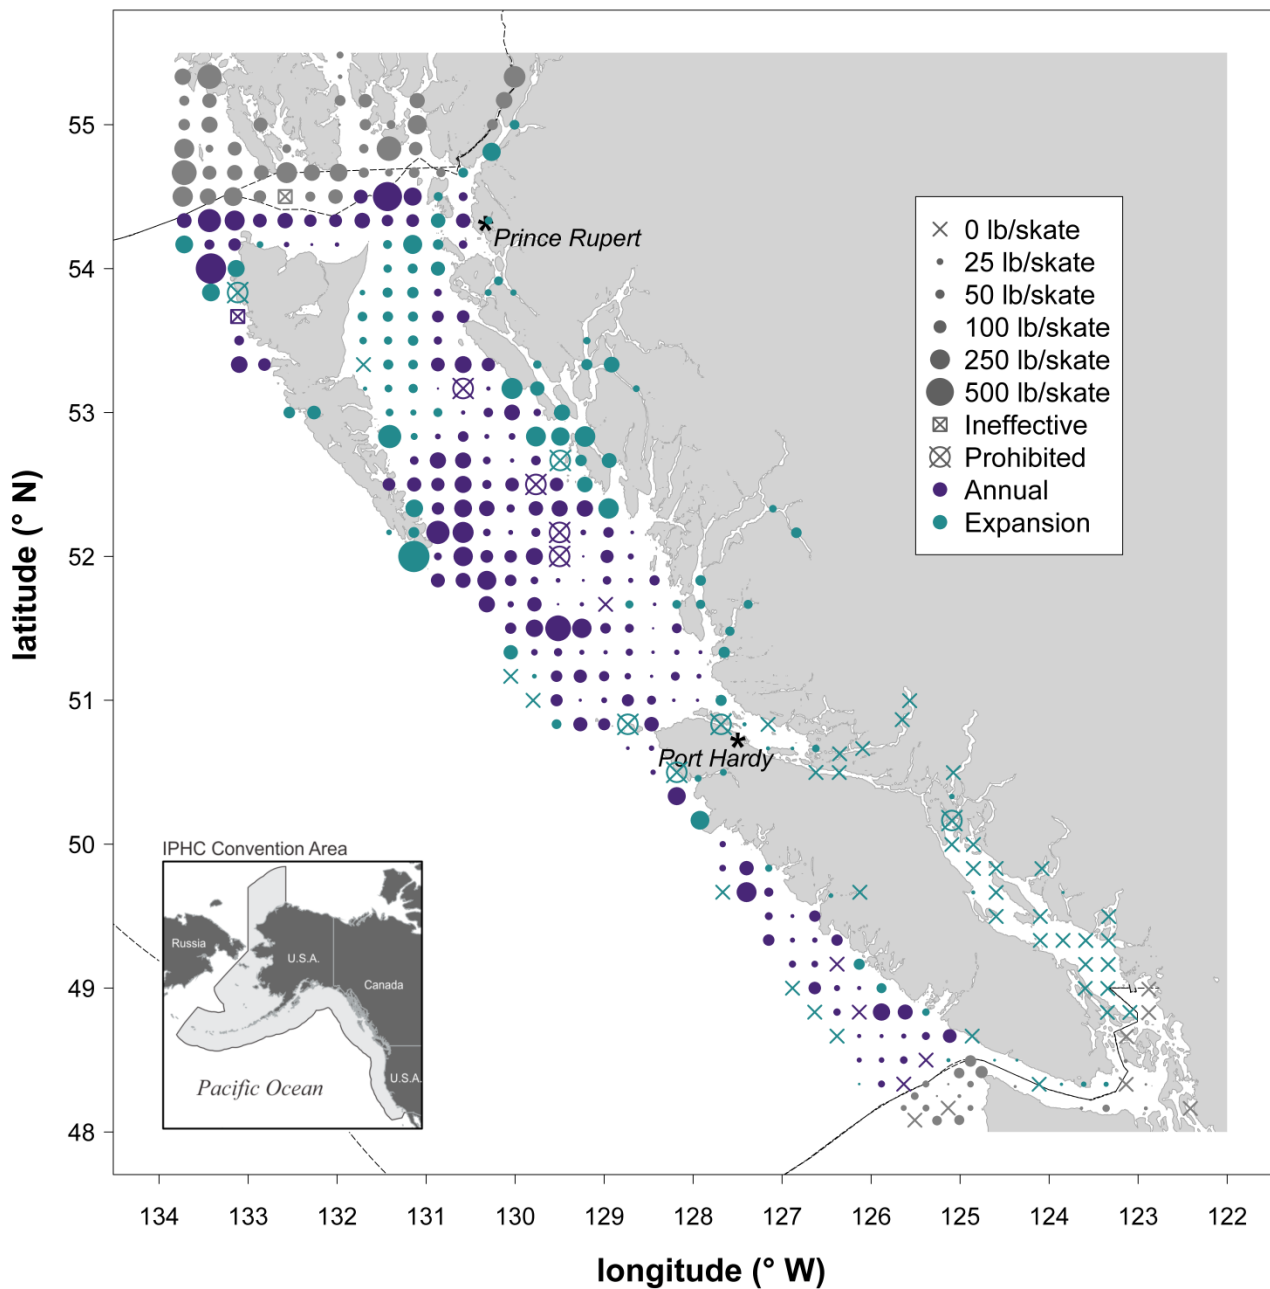 55
54
53
52
51
50
49
48
latitude (° N)
Prince Rupert
Port Hardy
0 lb/skate
25 lb/skate
50 lb/skate
100 lb/skate
250 lb/skate
500 lb/skate
Ineffective
Prohibited
Annual
Expansion
IPHC Convention Area
Russia
U.S.A.
Canada
U.S.A.
Pacific Ocean
134 133 132 131 130 129 128 127 126 125 124 123 122
longitude (° W)